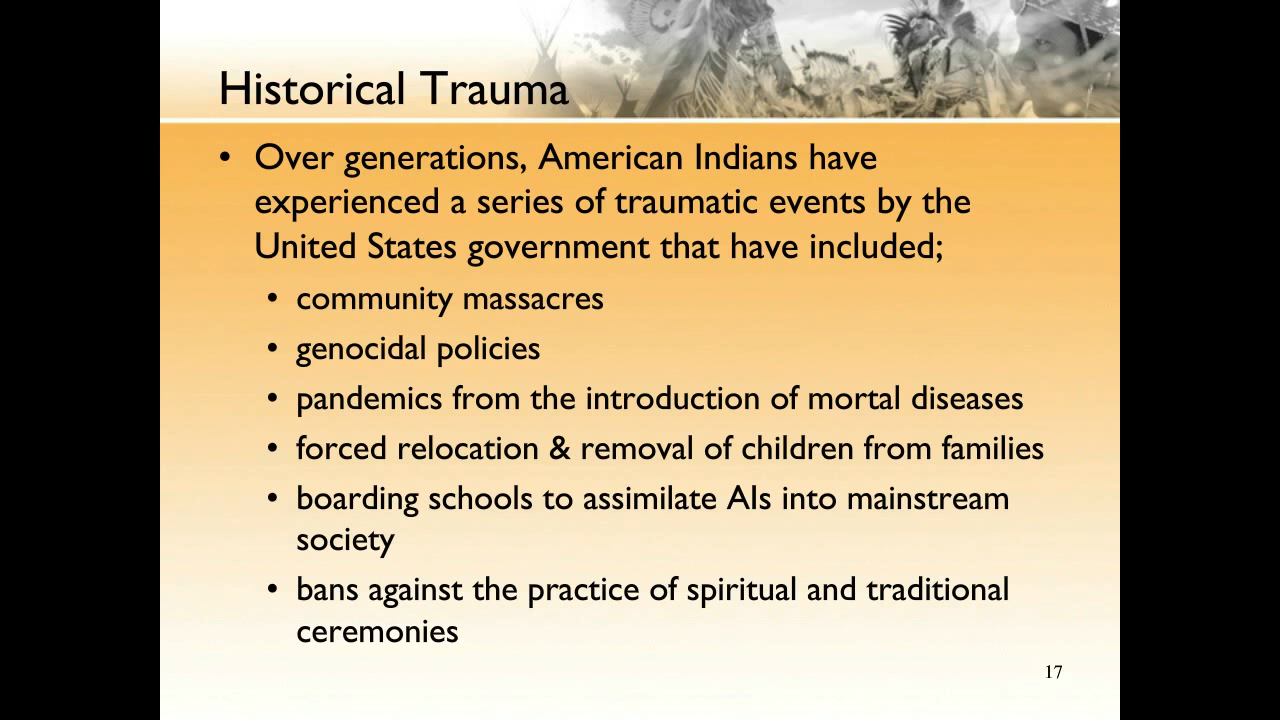 Historical Trauma
• Over generations, American Indians have
experienced a series of traumatic events by the
United States government that have included;
• community massacres
• genocidal policies
• pandemics from the introduction of mortal diseases
• forced relocation & removal of children from families
• boarding schools to assimilate AIs into mainstream
society
• bans against the practice of spiritual and traditional
ceremonies
17